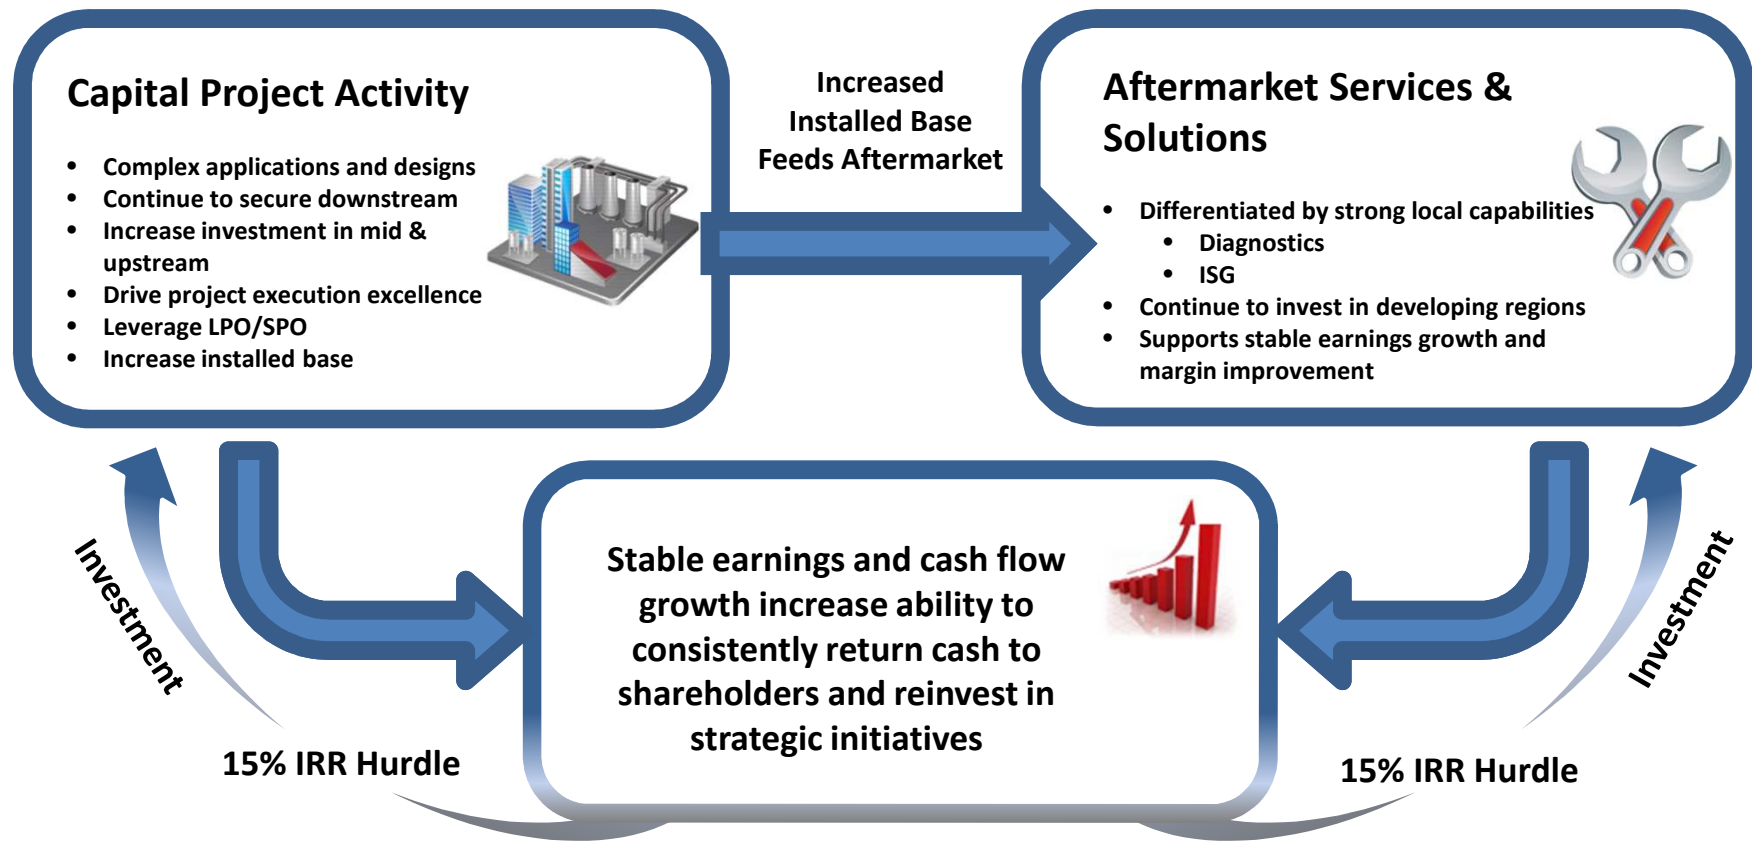 Capital Project Activity
• Complex applications and designs
• Continue to secure downstream
• Increase investment in mid &
upstream
• Drive project execution excellence
• Leverage LPO/SPO
• Increase installed base
Increased
Installed Base
Feeds Aftermarket
Aftermarket Services &
Solutions
• Differentiated by strong local capabilities
• Diagnostics
• ISG
• Continue to invest in developing regions
• Supports stable earnings growth and
margin improvement
Investment
15% IRR Hurdle
Stable earnings and cash flow
growth increase ability to
consistently return cash to
shareholders and reinvest in
strategic initiatives
Investment
15% IRR Hurdle